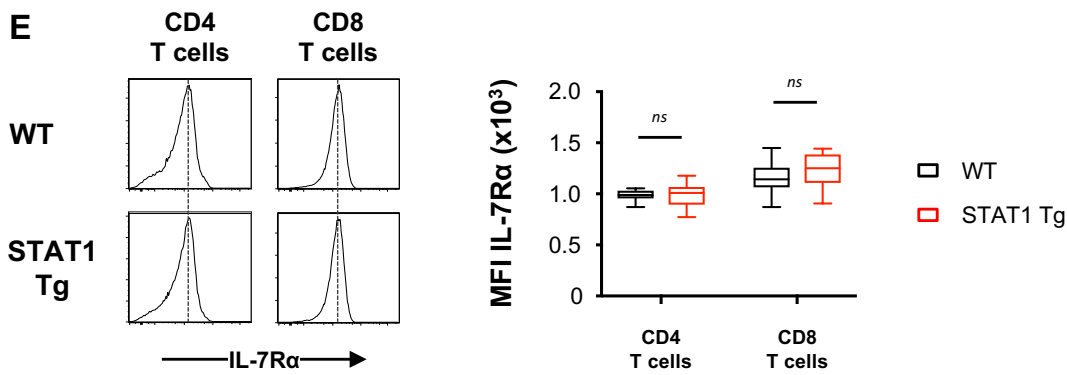 E
CD4
T cells
CD8
T cells
WT
STAT1
Tg
IL-7Rα
MFI IL-7Rα (x10³)
2.0
1.5
1.0
0.5
0
ns
ns
CD4
T cells
CD8
T cells
WT
STAT1 Tg